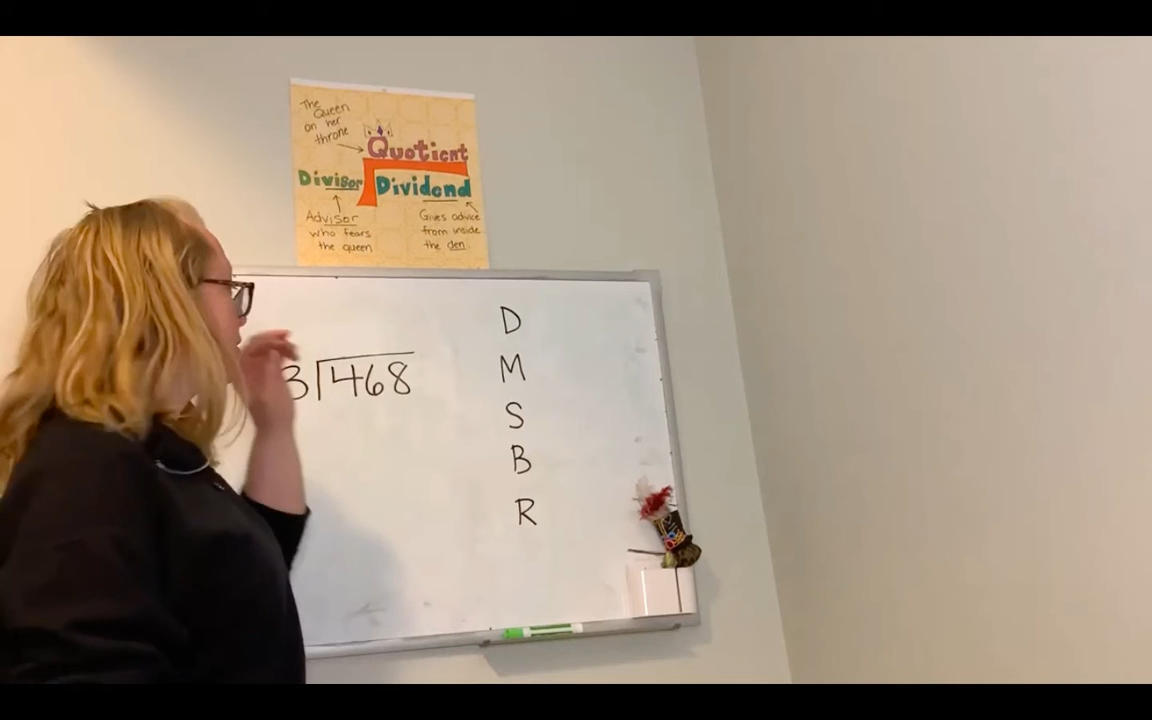 The
Queen
on her
throne
Quotient
Divisor Dividend
Advisor
who fears
the queen
Gives advice
from inside
the den
3 468
D
M
S
B
R